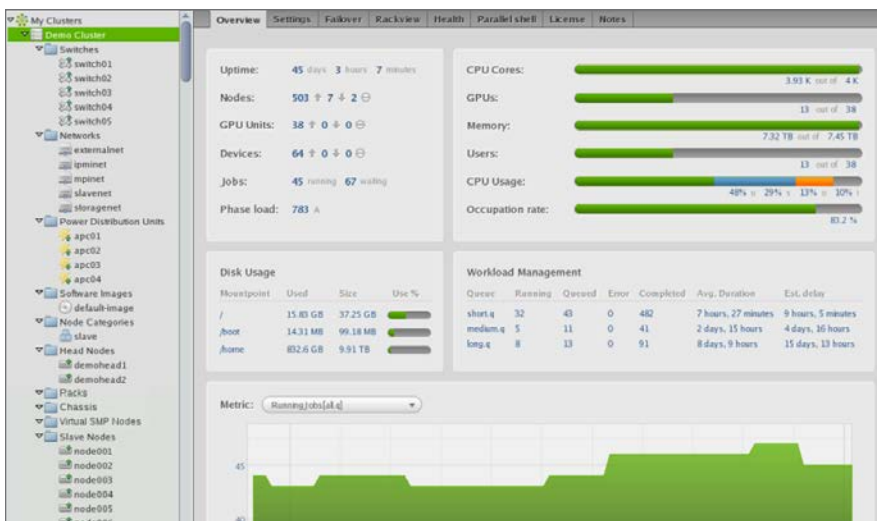 My Clusters
Demo Cluster
Switches
switch01
switch02
switch03
switch04
switch05
Networks
externalnet
ipminet
mpinet
slavenet
storagenet
Power Distribution Units
apc01
apc02
apc03
apc04
Software Images
default-image
Node Categories
slave
Head Nodes
demohead1
demohead2
Racks
Chassis
Virtual SMP Nodes
Slave Nodes
node001
node002
node003
node004
node005
Overview Settings Failover Rackview Health Parallel shell License Notes
Uptime: 45 days 3 hours 7 minutes
Nodes: 503 ↑ 7 ↓ 2 ⊖
GPU Units: 38 ↑ 0 ↓ 0 ⊖
Devices: 64 ↑ 0 ↓ 0 ⊖
Jobs: 45 running 67 waiting
Phase load: 783 A
CPU Cores:
3.93 K out of 4 K
GPUs:
13 out of 38
Memory:
7.32 TB out of 7.45 TB
Users:
13 out of 38
CPU Usage:
48% u 29% s 13% o 10% i
Occupation rate:
83.2 %
Disk Usage
Mountpoint Used Size Use %
/ 15.83 GB 37.25 GB
/boot 14.31 MB 99.18 MB
/home 832.6 GB 9.91 TB
Workload Management
Queue Running Queued Error Completed Avg. Duration Est. delay
short.q 32 43 0 482 7 hours, 27 minutes 9 hours, 5 minutes
medium.q 5 11 0 41 2 days, 15 hours 4 days, 16 hours
long.q 8 13 0 91 8 days, 9 hours 15 days, 13 hours
Metric: RunningJobs[all.q]
45
40